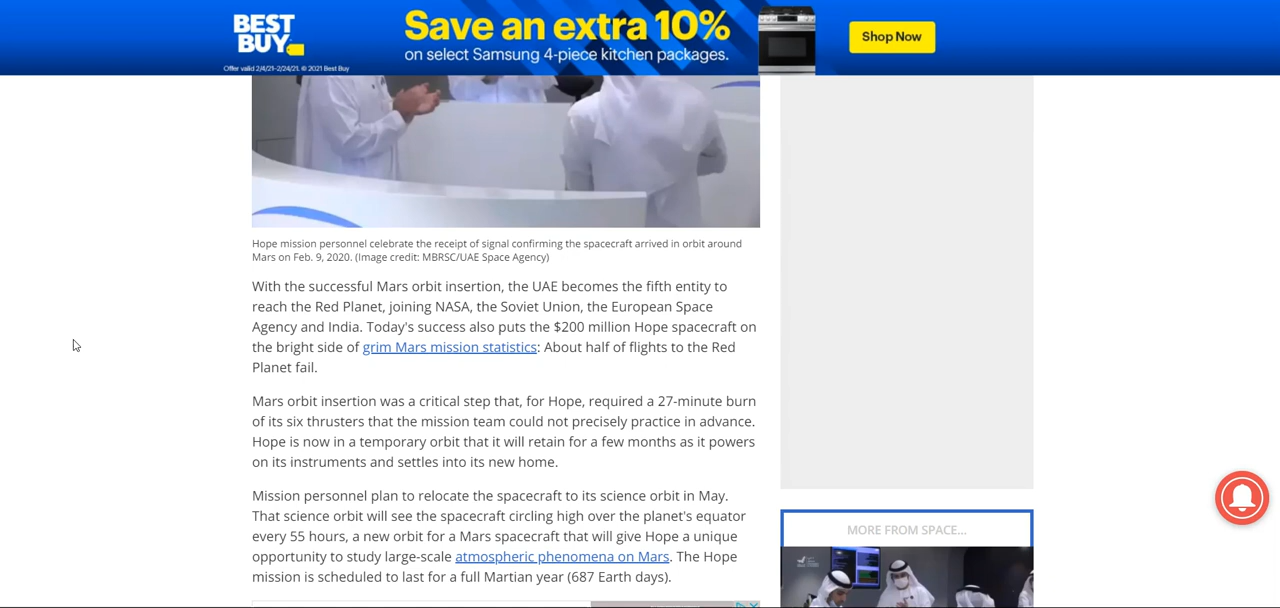 BEST
BUY
Save an extra 10%
on select Samsung 4-piece kitchen packages.
Shop Now
Offer valid 2/4/21-2/24/21. © 2021 Best Buy
Hope mission personnel celebrate the receipt of signal confirming the spacecraft arrived in orbit around
Mars on Feb. 9, 2020. (Image credit: MBRSC/UAE Space Agency)
With the successful Mars orbit insertion, the UAE becomes the fifth entity to
reach the Red Planet, joining NASA, the Soviet Union, the European Space
Agency and India. Today's success also puts the $200 million Hope spacecraft on
the bright side of grim Mars mission statistics: About half of flights to the Red
Planet fail.
Mars orbit insertion was a critical step that, for Hope, required a 27-minute burn
of its six thrusters that the mission team could not precisely practice in advance.
Hope is now in a temporary orbit that it will retain for a few months as it powers
on its instruments and settles into its new home.
Mission personnel plan to relocate the spacecraft to its science orbit in May.
That science orbit will see the spacecraft circling high over the planet's equator
every 55 hours, a new orbit for a Mars spacecraft that will give Hope a unique
opportunity to study large-scale atmospheric phenomena on Mars. The Hope
mission is scheduled to last for a full Martian year (687 Earth days).
MORE FROM SPACE...